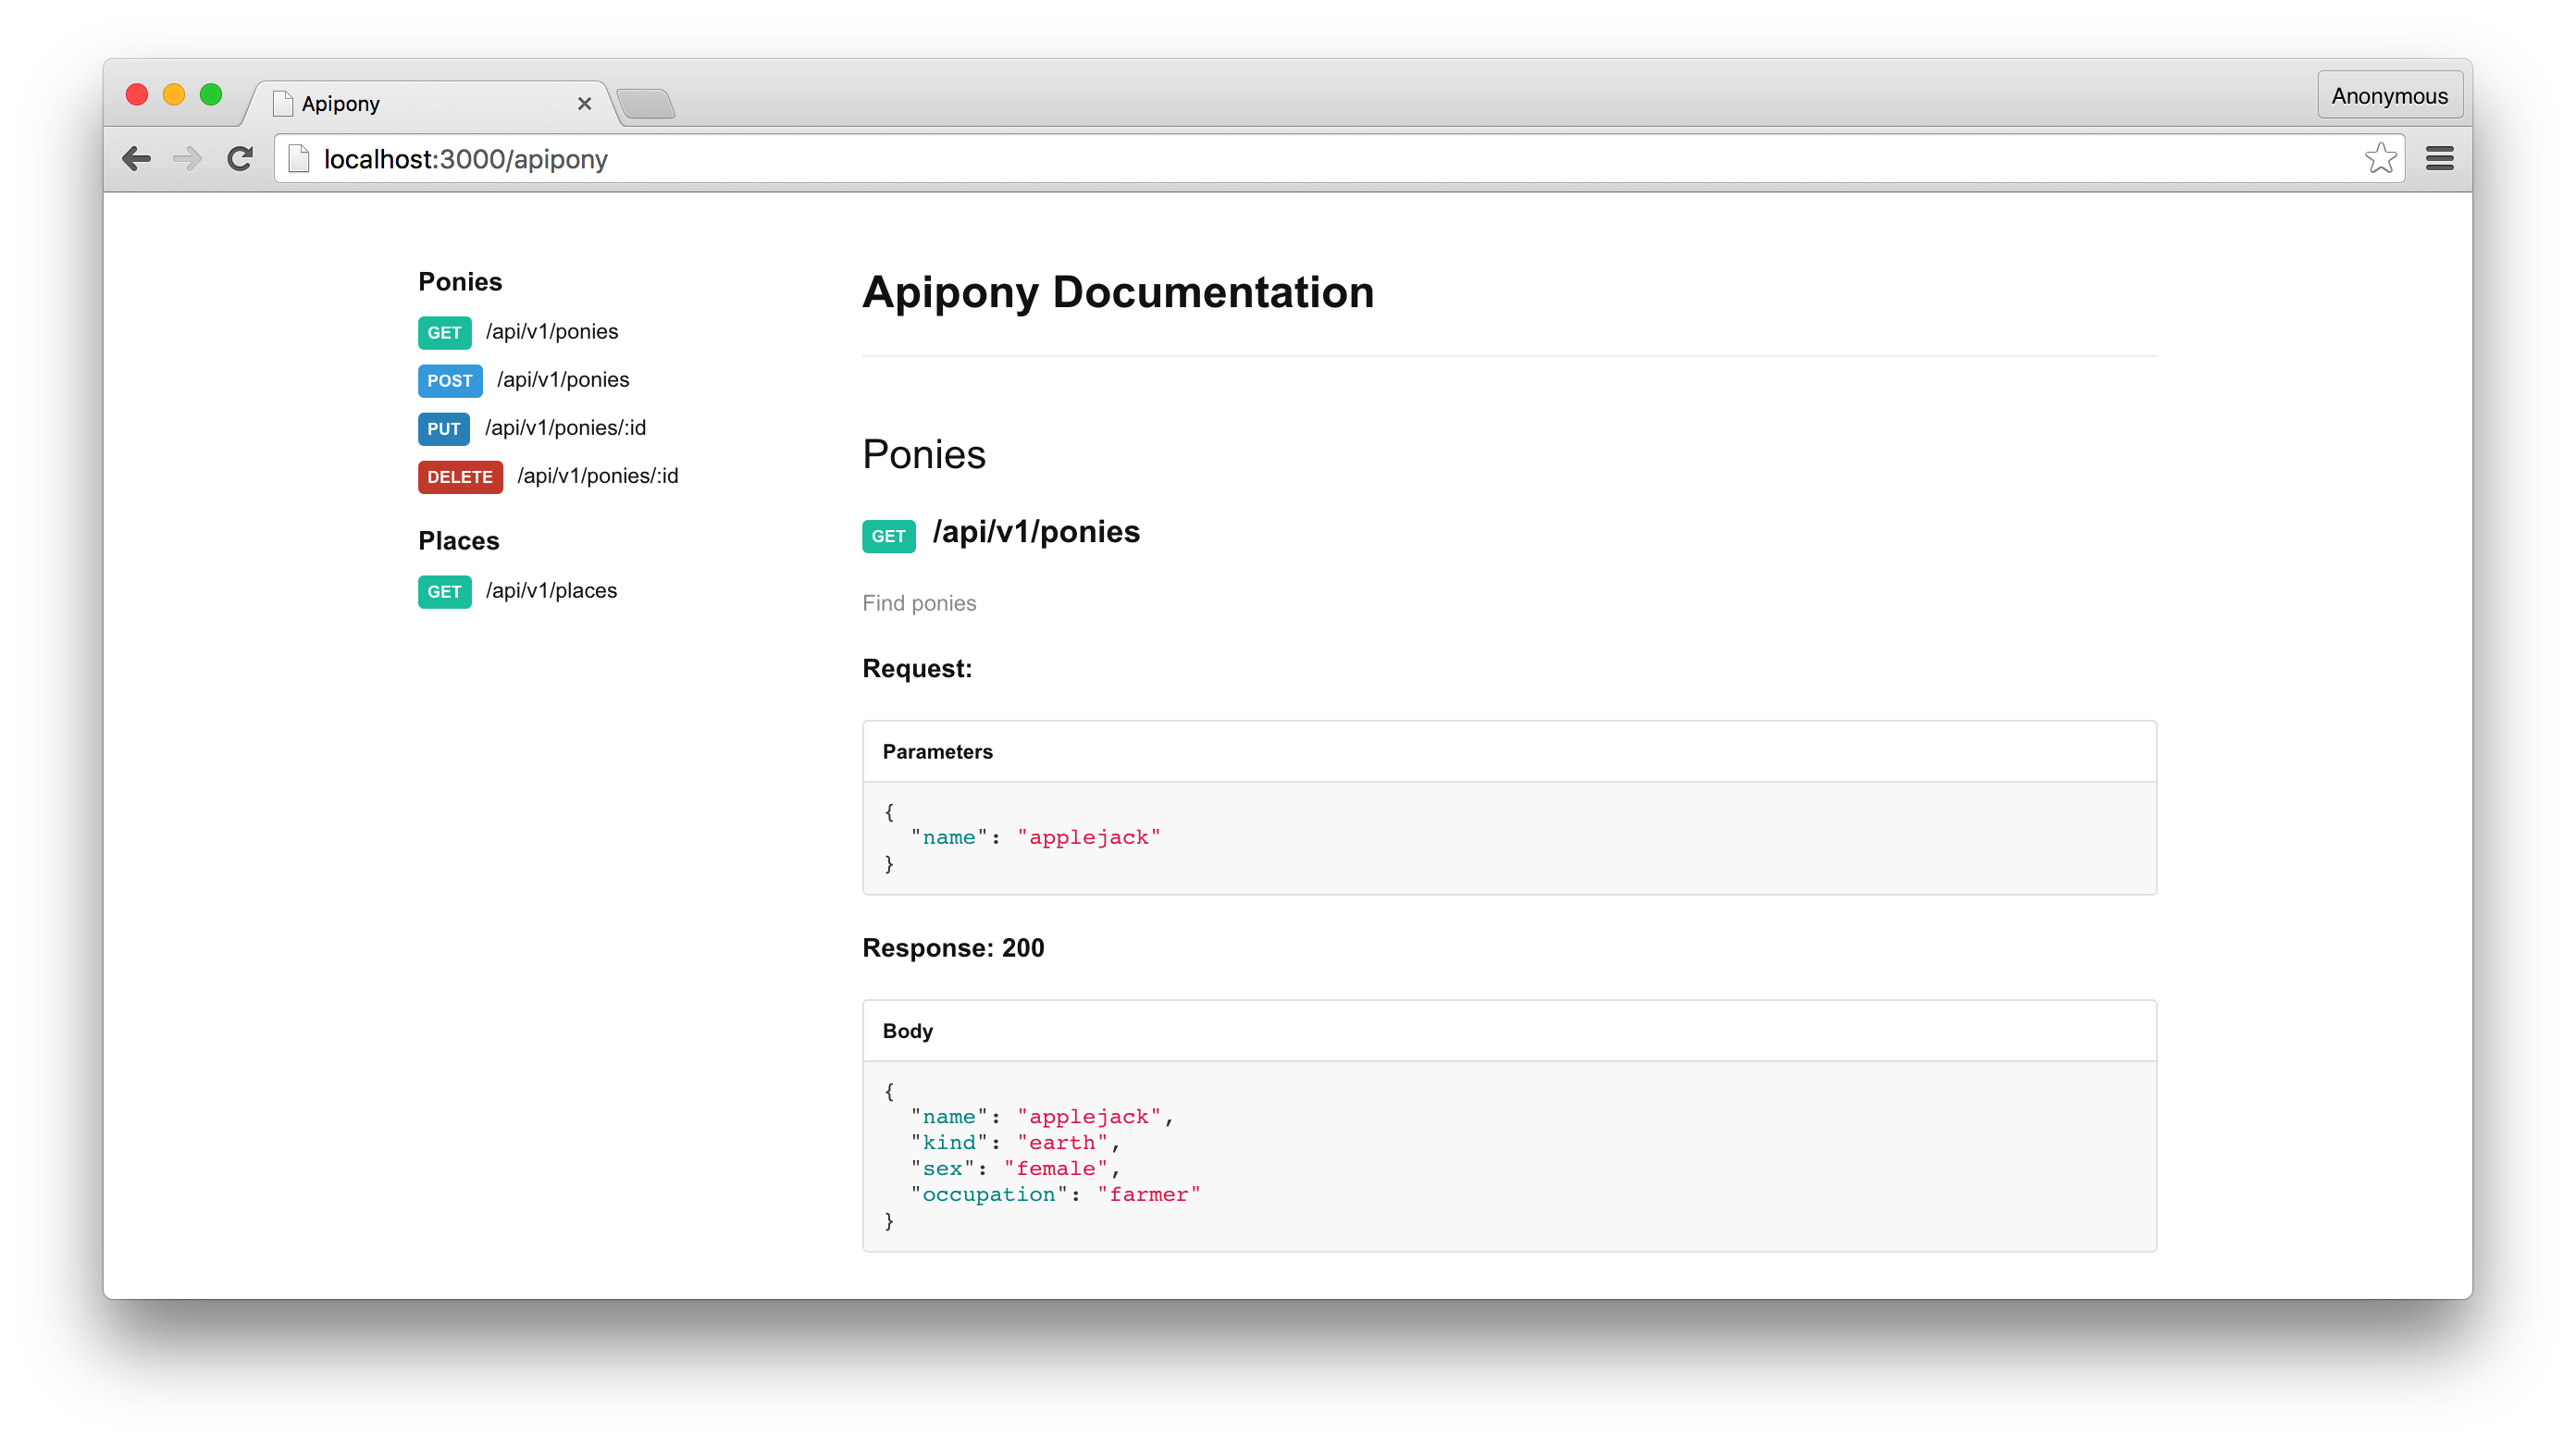 Apipony
Anonymous
localhost:3000/apipony
Ponies
GET /api/v1/ponies
POST /api/v1/ponies
PUT /api/v1/ponies/:id
DELETE /api/v1/ponies/:id
Places
GET /api/v1/places
Apipony Documentation
Ponies
GET /api/v1/ponies
Find ponies
Request:
Parameters
{
  "name": "applejack"
}
Response: 200
Body
{
  "name": "applejack",
  "kind": "earth",
  "sex": "female",
  "occupation": "farmer"
}